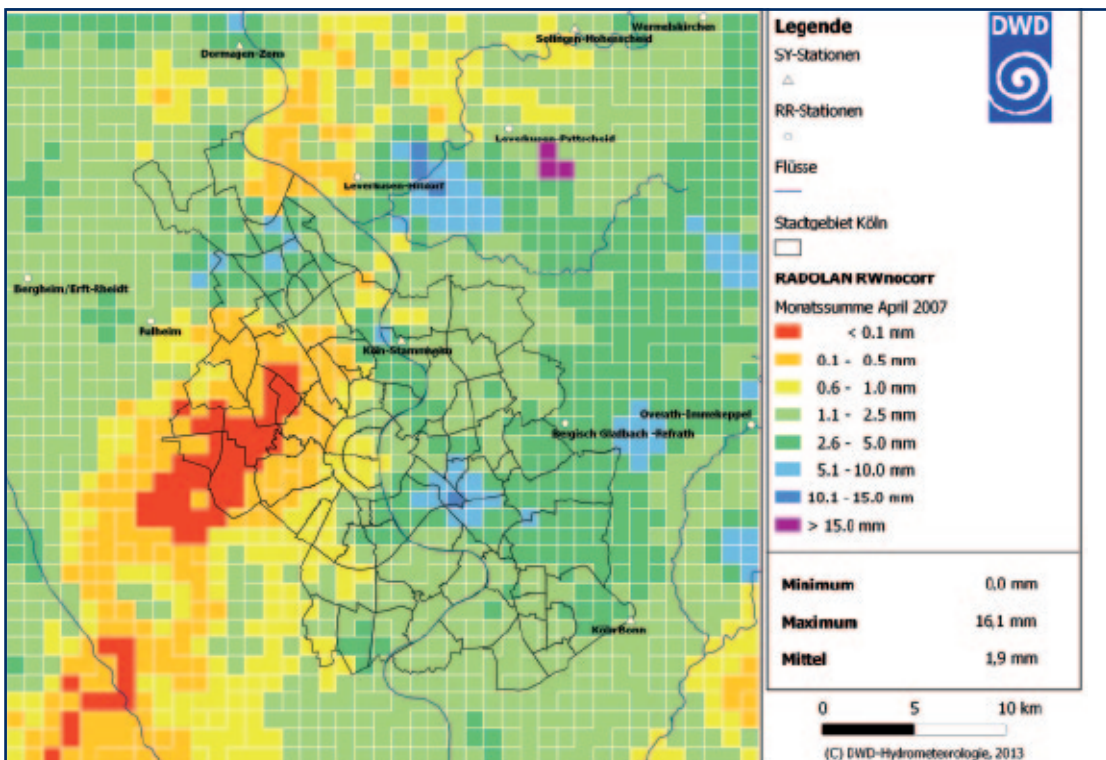 Wermelskirchen
Solingen-Hohenscheid
Dormagen-Zons
Leverkusen-Pattscheid
Leverkusen-Hitdorf
Bergheim/Erft-Rheidt
Pulheim
Köln-Stammheim
Overath-Immekeppel
Bergisch Gladbach -Refrath
Köln Bonn
Legende
DWD
SY-Stationen
RR-Stationen
Flüsse
Stadtgebiet Köln
RADOLAN RWnocorr
Monatssumme April 2007
< 0.1 mm
0.1 - 0.5 mm
0.6 - 1.0 mm
1.1 - 2.5 mm
2.6 - 5.0 mm
5.1 - 10.0 mm
10.1 - 15.0 mm
> 15.0 mm
Minimum 0,0 mm
Maximum 16,1 mm
Mittel 1,9 mm
0 5 10 km
(C) DWD-Hydrometeorologie, 2013